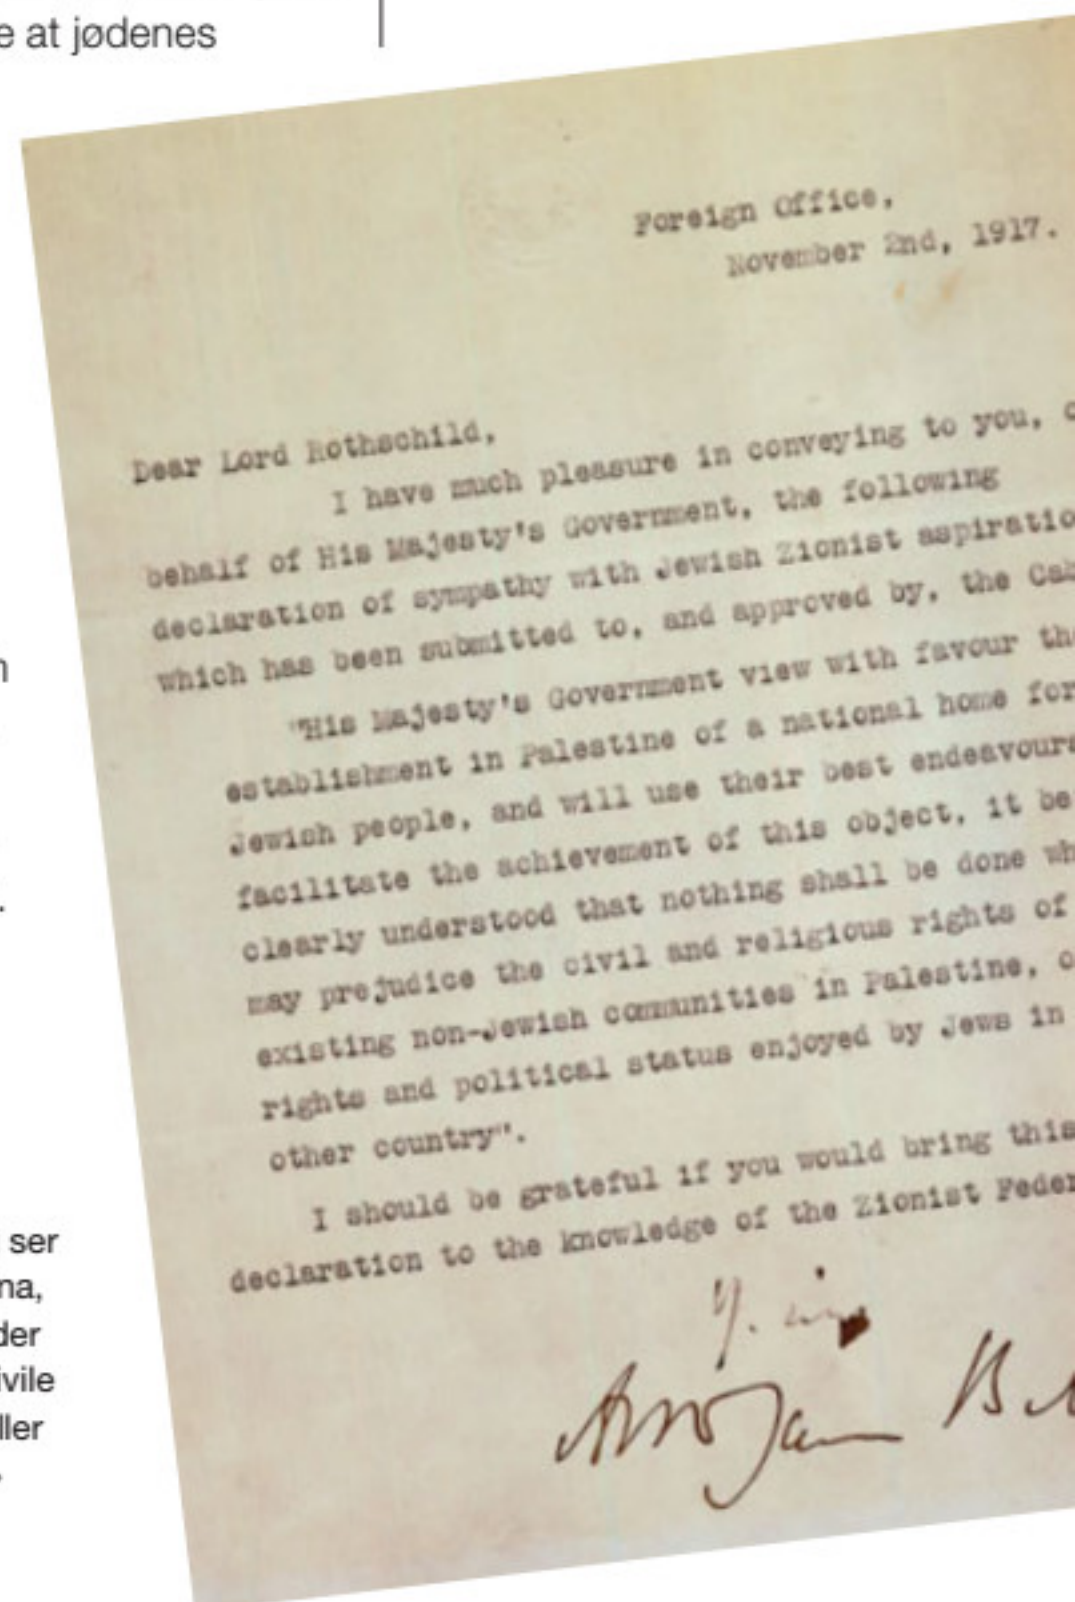 e at jødenes
Foreign Office,
November 2nd, 1917.
Dear Lord Rothschild,
I have much pleasure in conveying to you,
behalf of His Majesty's Government, the following
declaration of sympathy with Jewish Zionist aspiratio
which has been submitted to, and approved by, the Cab
"His Majesty's Government view with favour the
establishment in Palestine of a national home for
Jewish people, and will use their best endeavours
facilitate the achievement of this object, it be
clearly understood that nothing shall be done wh
may prejudice the civil and religious rights of
existing non-Jewish communities in Palestine, o
rights and political status enjoyed by Jews in
other country".
I should be grateful if you would bring this
declaration to the knowledge of the Zionist Feder
n
.
ser
na,
der
ivile
ller